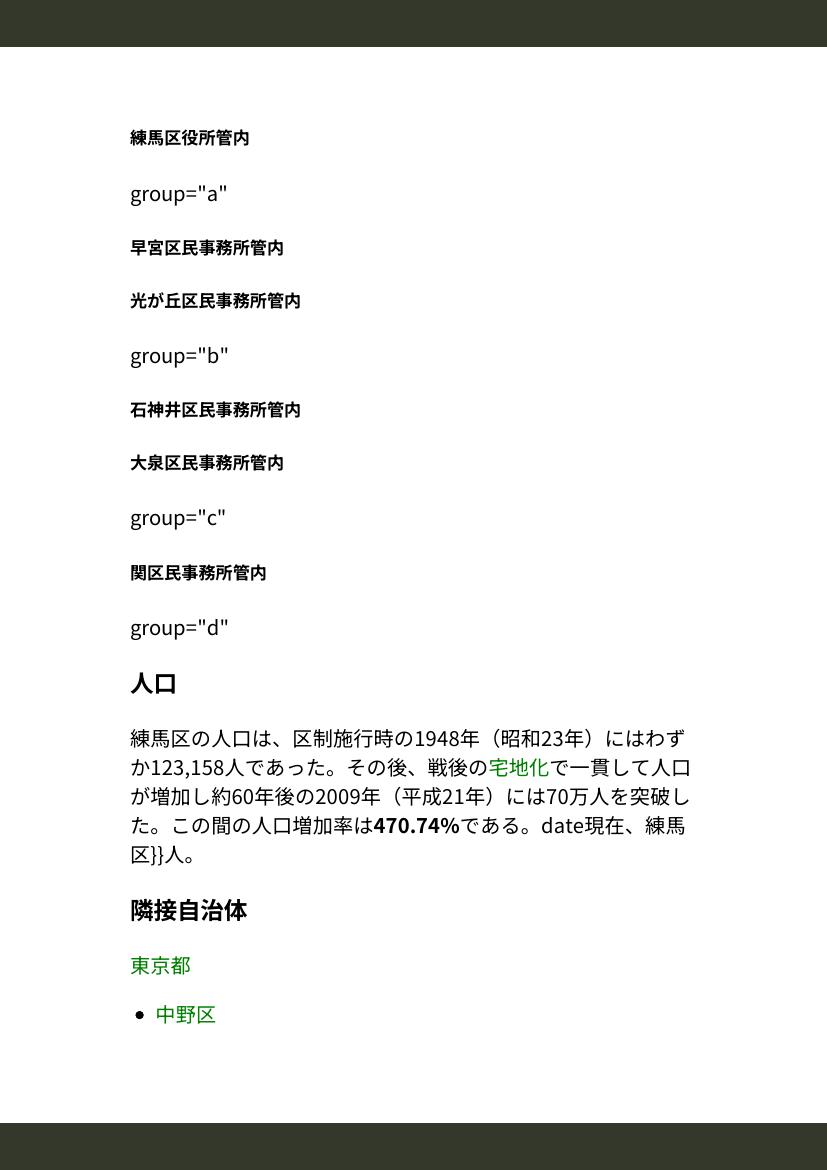 練馬区役所管内
group="a"
早宮区民事務所管内
光が丘区民事務所管内
group="b"
石神井区民事務所管内
大泉区民事務所管内
group="c"
関区民事務所管内
group="d"
人口
練馬区の人口は、区制施行時の1948年（昭和23年）にはわず
か123,158人であった。その後、戦後の宅地化で一貫して人口
が増加し約60年後の2009年（平成21年）には70万人を突破し
た。この間の人口増加率は470.74%である。date現在、練馬
区}}人。
隣接自治体
東京都
• 中野区